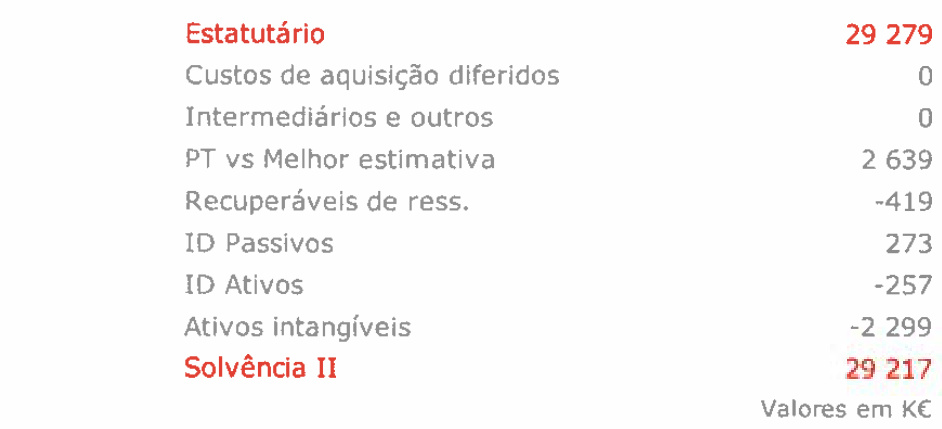 Estatutário 29 279
Custos de aquisição diferidos 0
Intermediários e outros 0
PT vs Melhor estimativa 2 639
Recuperáveis de ress. -419
ID Passivos 273
ID Ativos -257
Ativos intangíveis -2 299
Solvência II 29 217
Valores em K€